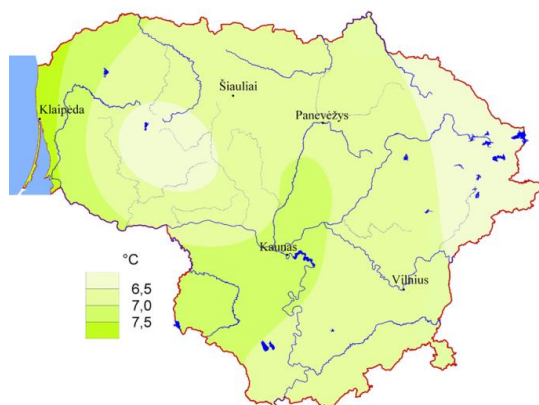 Šiauliai
Klaipėda
Panevėžys
Kaunas
°C
6,5
7,0
7,5
Vilnius